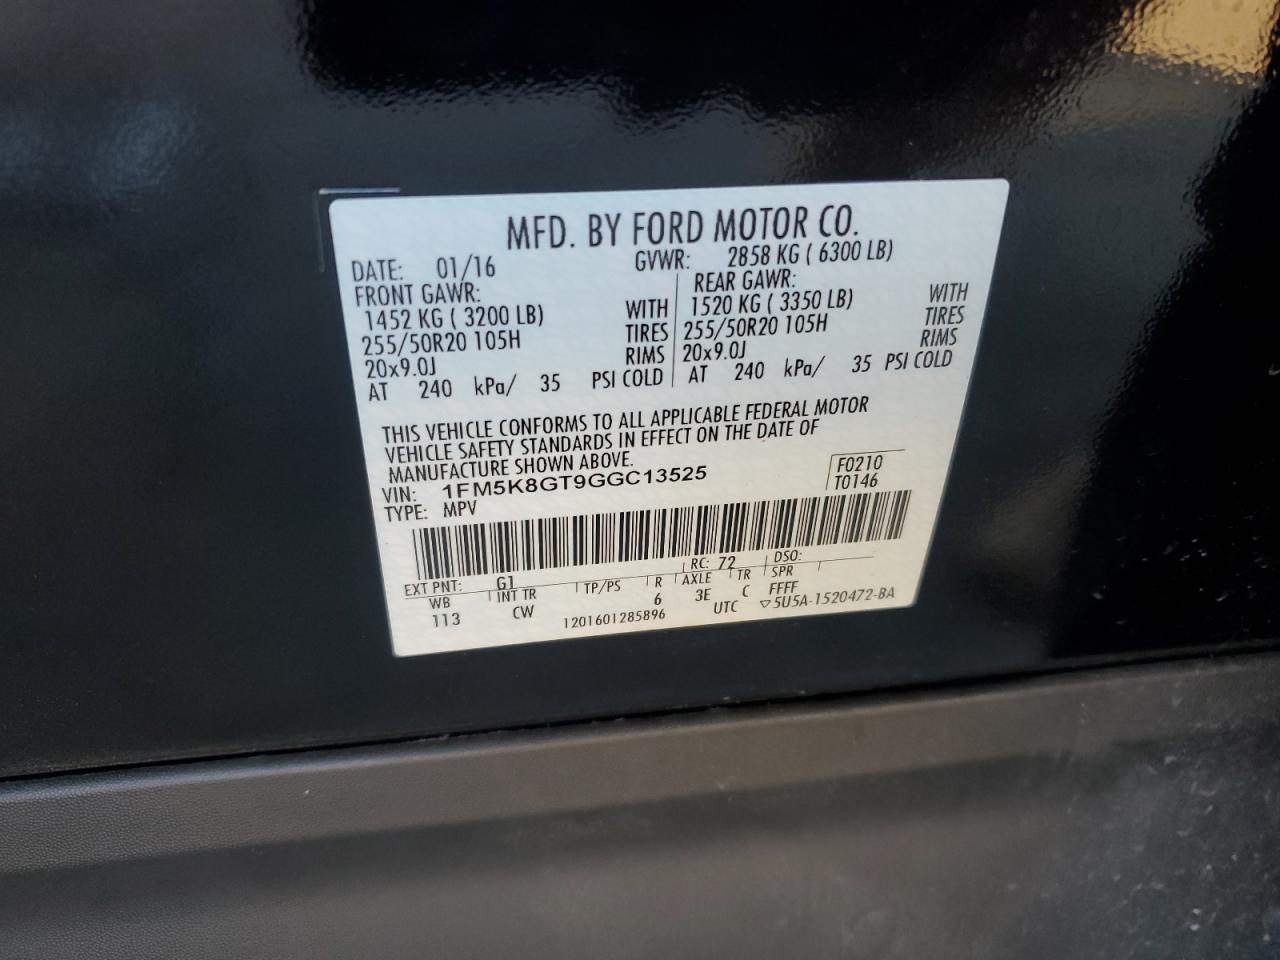 MFD. BY FORD MOTOR CO.
DATE: 01/16 GVWR: 2858 KG ( 6300 LB)
FRONT GAWR: REAR GAWR:
1452 KG ( 3200 LB) WITH 1520 KG ( 3350 LB) WITH
255/50R20 105H TIRES 255/50R20 105H TIRES
20x9.0J RIMS 20x9.0J RIMS
AT 240 kPa/ 35 PSI COLD AT 240 kPa/ 35 PSI COLD
THIS VEHICLE CONFORMS TO ALL APPLICABLE FEDERAL MOTOR
VEHICLE SAFETY STANDARDS IN EFFECT ON THE DATE OF
MANUFACTURE SHOWN ABOVE.
VIN: 1FM5K8GT9GGC13525 F0210
TYPE: MPV T0146
EXT PNT: G1 RC: 72 DSO:
WB INT TR TP/PS R AXLE TR SPR
113 CW 6 3E C FFFF
1201601285896 UTC ▽5U5A-1520472-BA